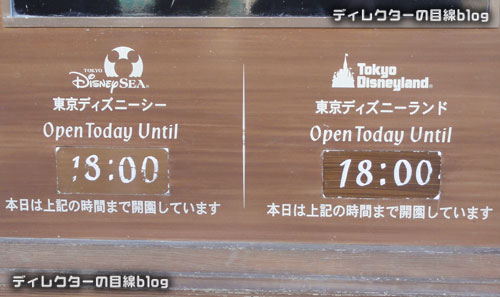 ディレクターの目線blog
TOKYO
DISNEYSEA®
東京ディズニーシー
Open Today Until
18:00
本日は上記の時間まで開園しています
Tokyo
Disneyland®
東京ディズニーランド
Open Today Until
18:00
本日は上記の時間まで開園しています
ディレクターの目線blog